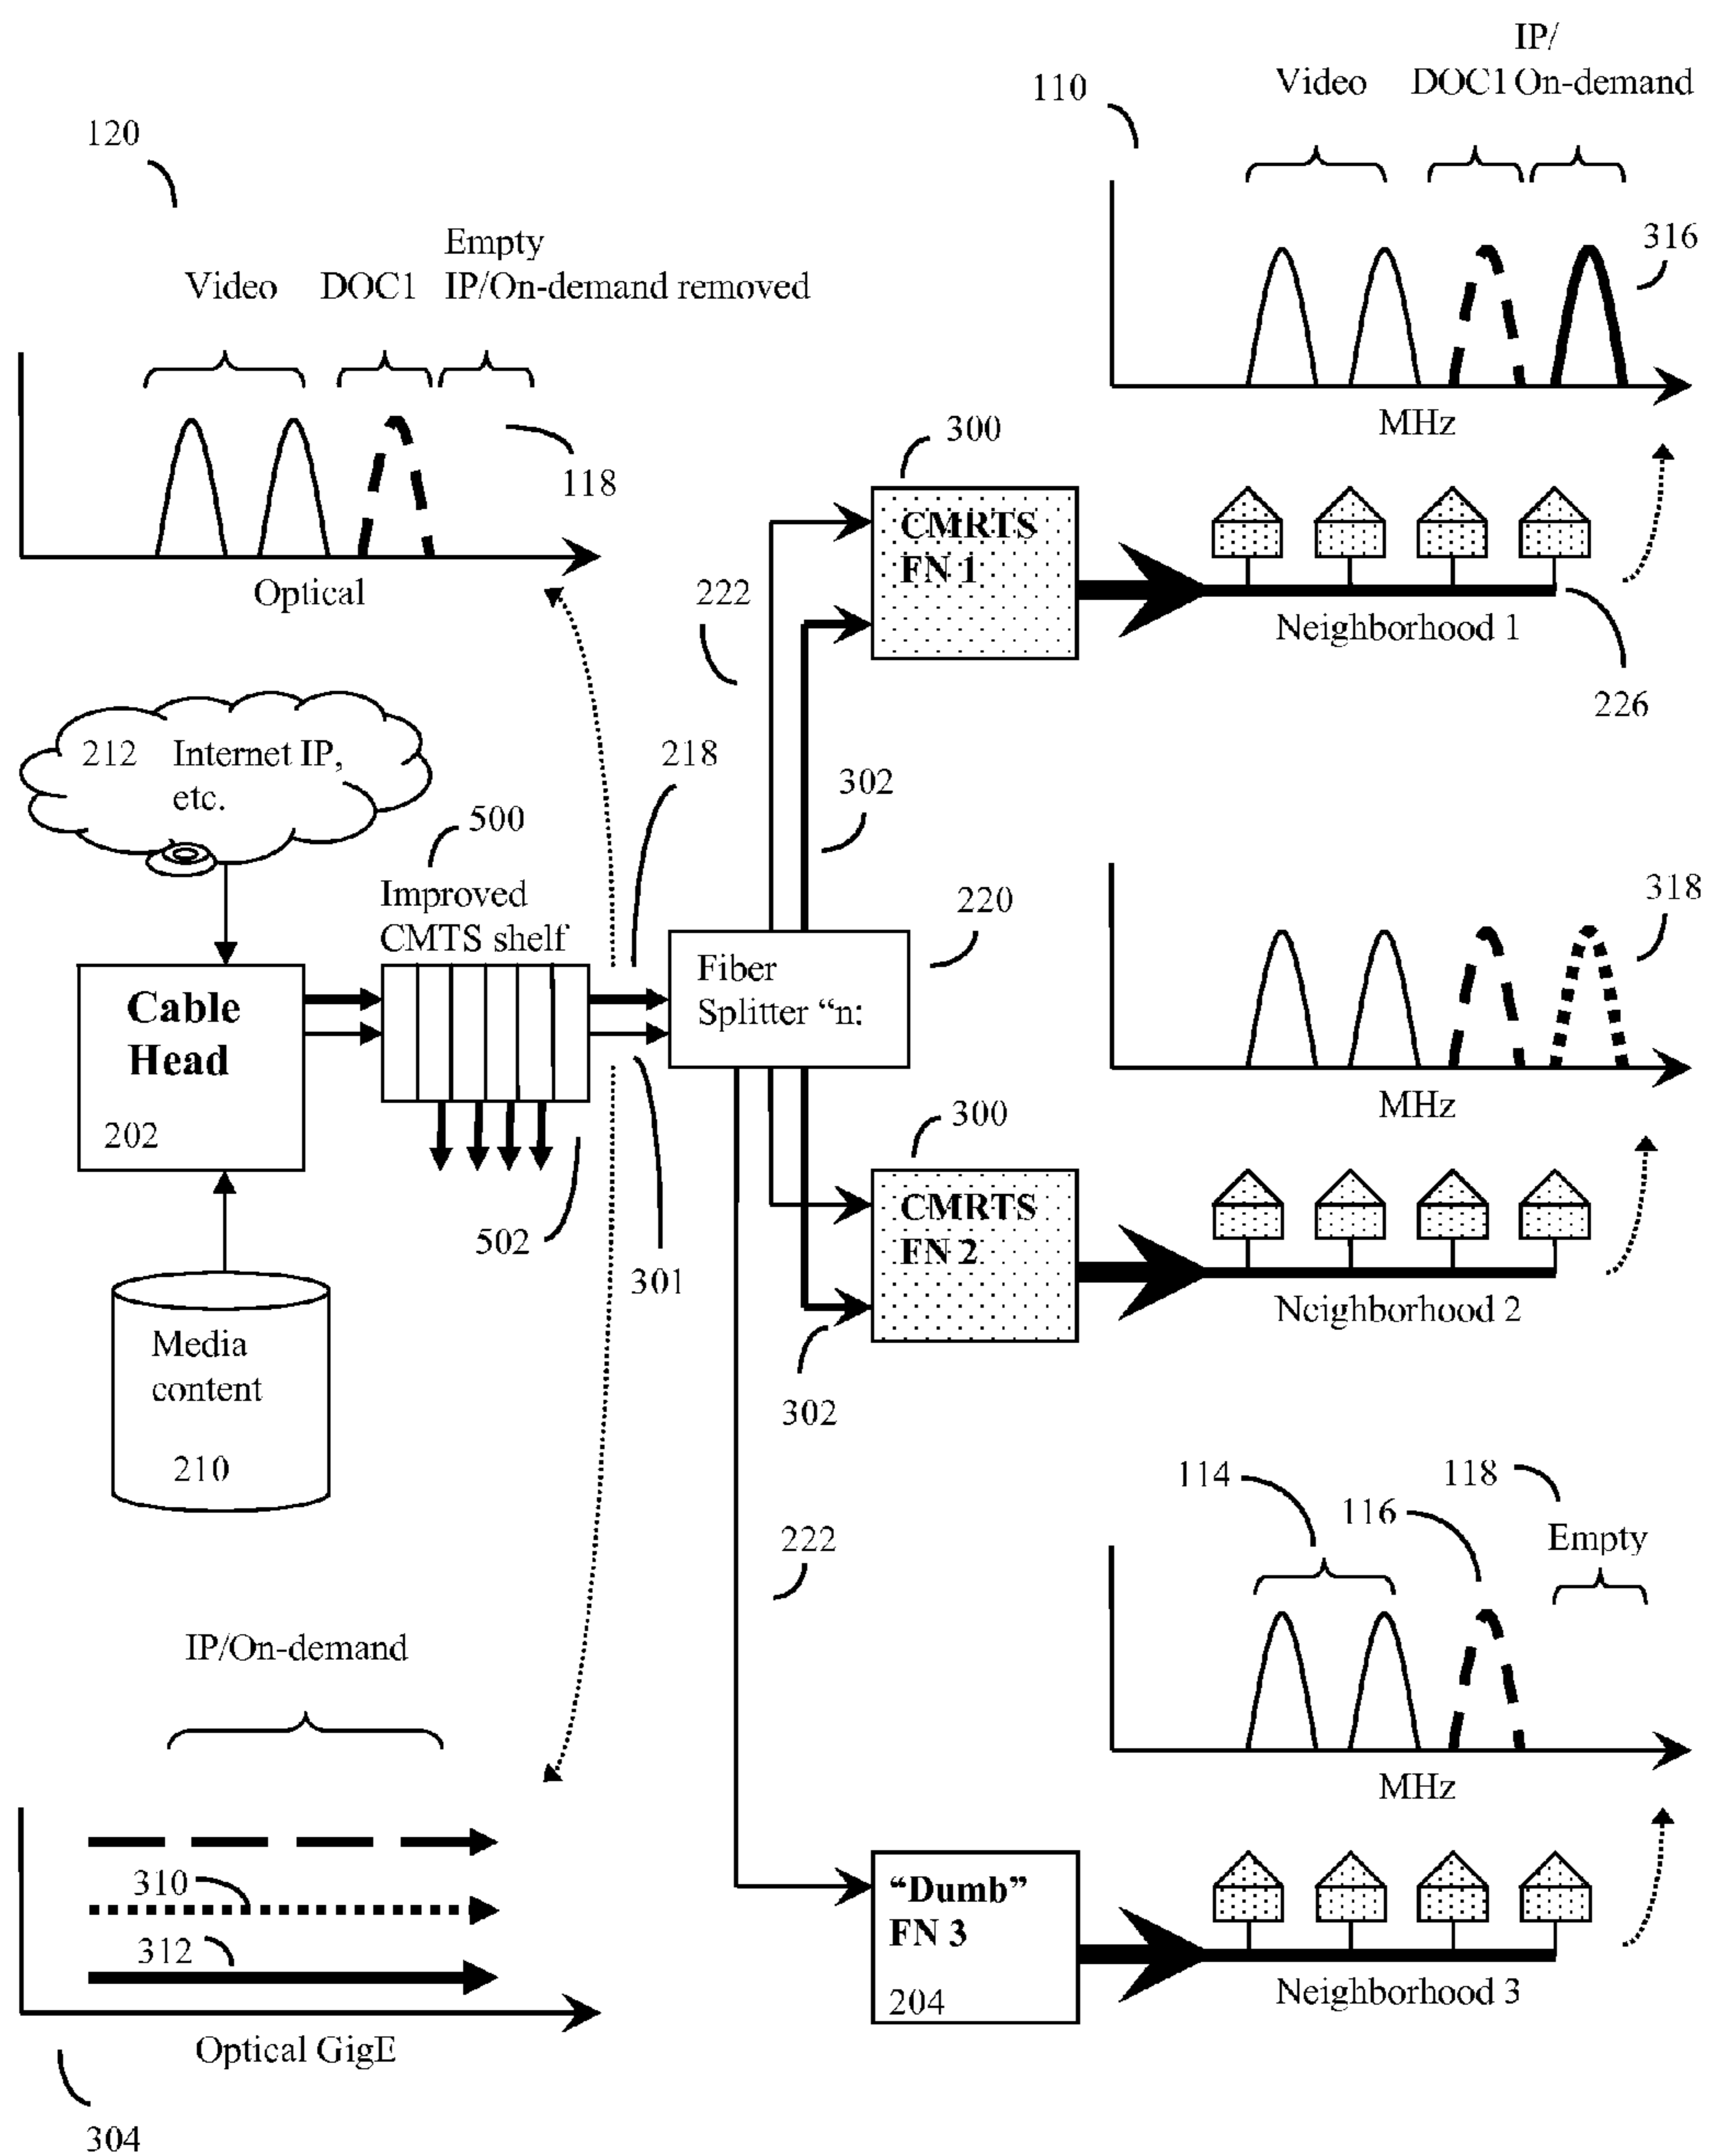 IP/
Video DOC1 On-demand
110
120
Empty
Video DOC1 IP/On-demand removed
316
MHz
300
118
CMRTS
FN 1
Optical
222
Neighborhood 1
226
212 Internet IP,
etc.
218
302
500
Improved
CMTS shelf
220
318
Fiber
Splitter “n:
Cable
Head
202
MHz
300
CMRTS
FN 2
502
301
Neighborhood 2
Media
content
210
302
114
118
116
Empty
222
IP/On-demand
MHz
310
312
“Dumb”
FN 3
204
Neighborhood 3
Optical GigE
304